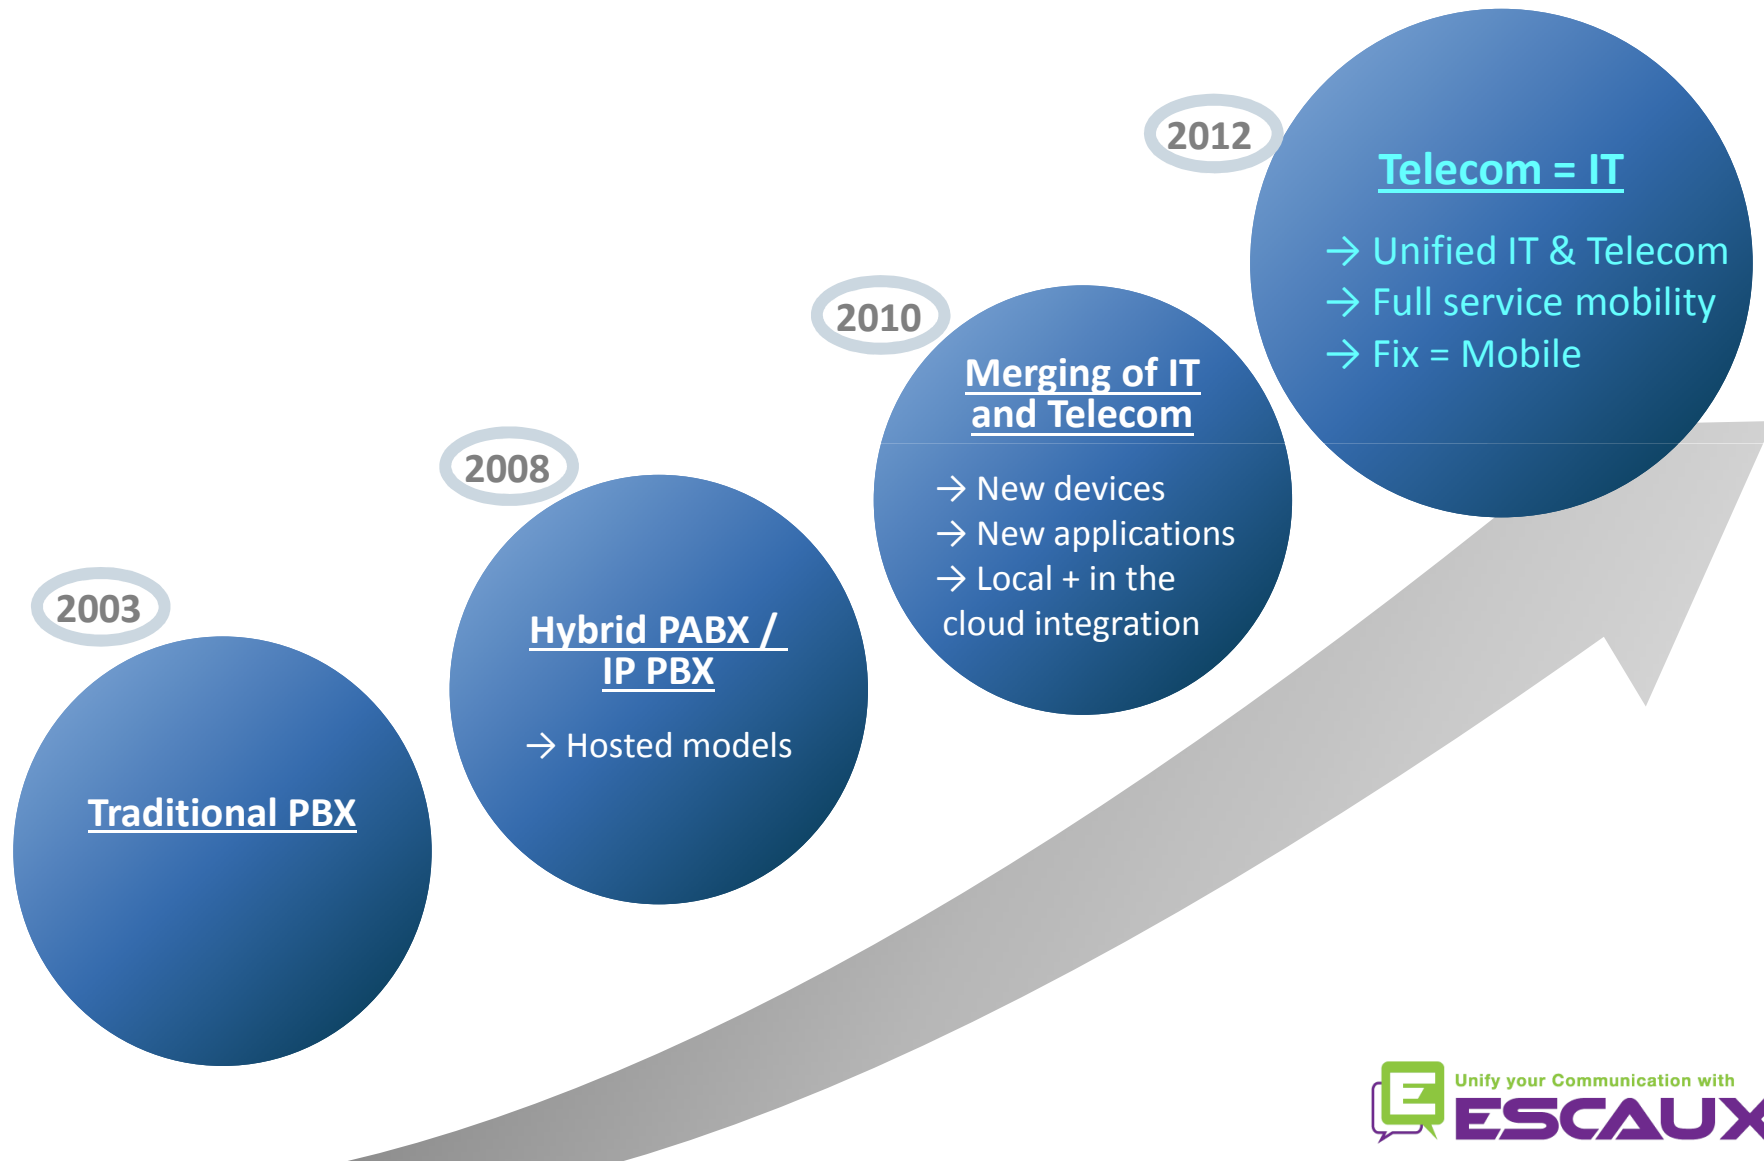 2003
Traditional PBX
2008
Hybrid PABX /
IP PBX
→ Hosted models
2010
Merging of IT
and Telecom
→ New devices
→ New applications
→ Local + in the
cloud integration
2012
Telecom = IT
→ Unified IT & Telecom
→ Full service mobility
→ Fix = Mobile
E
Unify your Communication with
ESCAUX